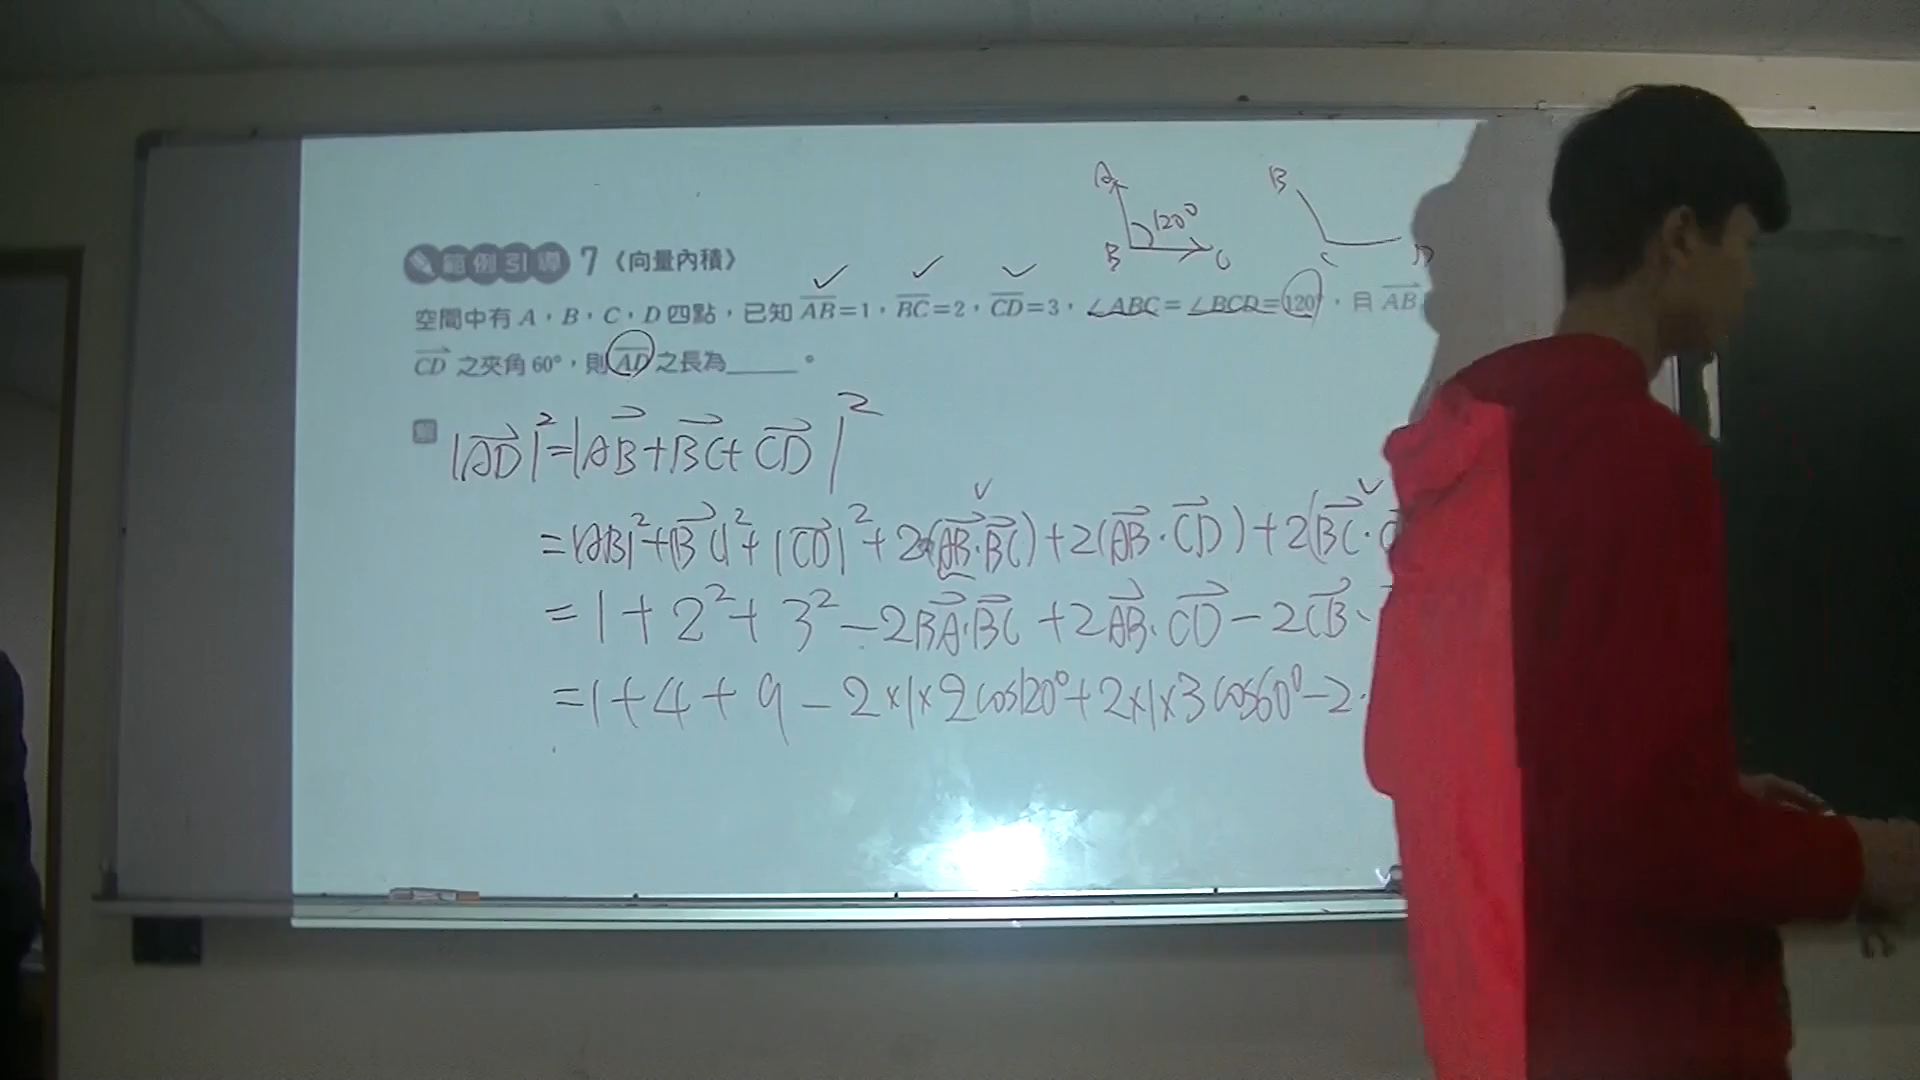 範例引導 7 《向量內積》
空間中有 A,B,C,D 四點,已知 AB=1,BC=2,CD=3,∠ABC=∠BCD=120°,且 AB
CD 之夾角 60°,則 AD 之長為_____。
A 120° B C
B C D
解 |AD|²=|AB+BC+CD|²
=|AB|²+|BC|²+|CD|²+2(AB·BC)+2(AB·CD)+2(BC·
=1+2²+3²-2BA·BC+2AB·CD-2CB·
=1+4+9-2×1×2cos120°+2×1×3cos60°-2·